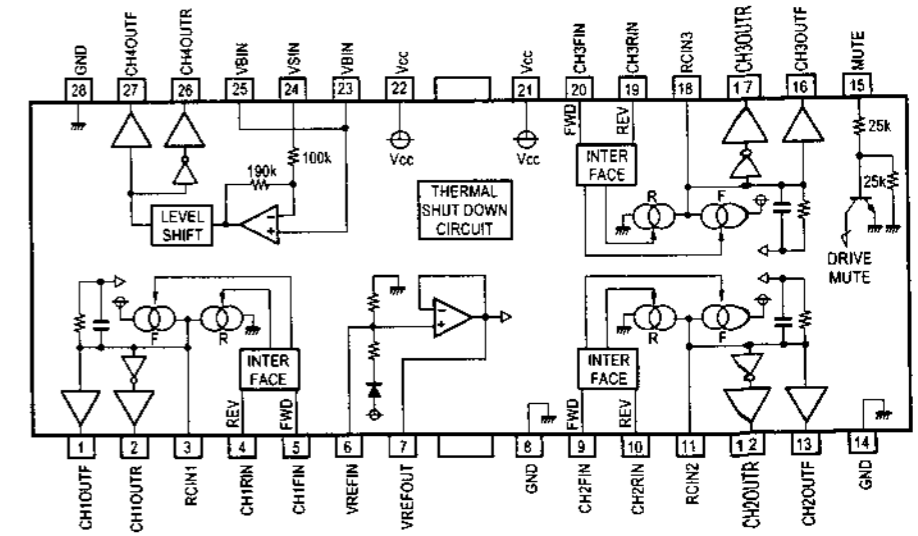 GND
CH4OUTF
CH4OUTR
VBIN
VSIN
VBIN
Vcc
Vcc
CH3FIN
CH3RIN
RCIN3
CH3OUTR
CH3OUTF
MUTE
28
27
26
25
24
23
22
21
20
19
18
17
16
15
Vcc
Vcc
FWD
REV
25k
100k
190k
INTER
FACE
25k
THERMAL
SHUT DOWN
CIRCUIT
LEVEL
SHIFT
R
F
DRIVE
MUTE
F
R
R
F
INTER
FACE
INTER
FACE
REV
FWD
FWD
REV
1
2
3
4
5
6
7
8
9
10
11
12
13
14
CH1OUTF
CH1OUTR
RCIN1
CH1RIN
CH1FIN
VREFIN
VREFOUT
GND
CH2FIN
CH2RIN
RCIN2
CH2OUTR
CH2OUTF
GND